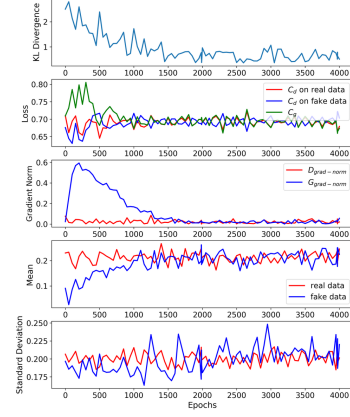 KL Divergence
2
1
0 500 1000 1500 2000 2500 3000 3500 4000
Loss
0.80
0.75
0.70
0.65
C_d on real data
C_d on fake data
C_g
0 500 1000 1500 2000 2500 3000 3500 4000
Gradient Norm
0.6
0.4
0.2
0.0
D_grad−norm
G_grad−norm
0 500 1000 1500 2000 2500 3000 3500 4000
Mean
0.2
0.1
real data
fake data
0 500 1000 1500 2000 2500 3000 3500 4000
Standard Deviation
0.250
0.225
0.200
0.175
0 500 1000 1500 2000 2500 3000 3500 4000
Epochs